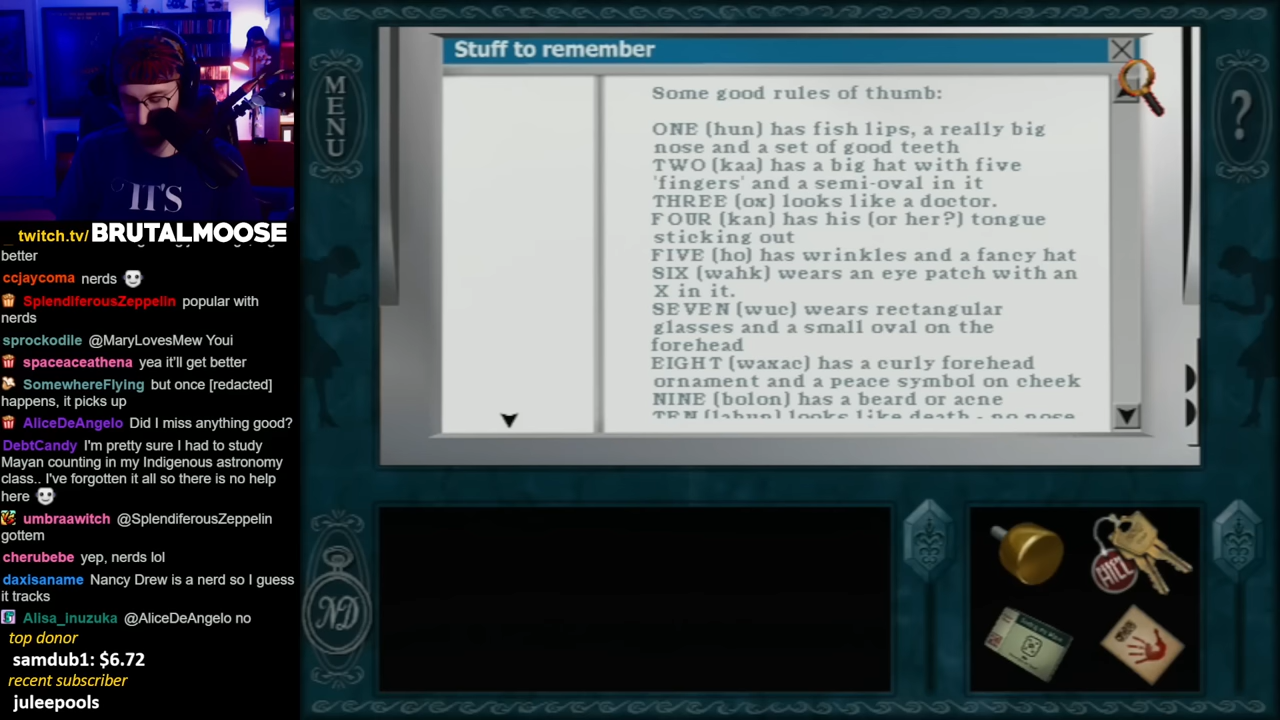 IT'S
twitch.tv/BRUTALMOOSE
better
ccjaycoma nerds
SplendiferousZeppelin popular with
nerds
sprockodile @MaryLovesMew Youi
spaceaceathena yea it'll get better
SomewhereFlying but once [redacted]
happens, it picks up
AliceDeAngelo Did I miss anything good?
DebtCandy I'm pretty sure I had to study
Mayan counting in my Indigenous astronomy
class.. I've forgotten it all so there is no help
here
umbraawitch @SplendiferousZeppelin
gottem
cherubebe yep, nerds lol
daxisaname Nancy Drew is a nerd so I guess
it tracks
Alisa_inuzuka @AliceDeAngelo no
top donor
samdub1: $6.72
recent subscriber
juleepools
MENU
Stuff to remember
Some good rules of thumb:
ONE (hun) has fish lips, a really big
nose and a set of good teeth
TWO (kaa) has a big hat with five
'fingers' and a semi-oval in it
THREE (ox) looks like a doctor.
FOUR (kan) has his (or her?) tongue
sticking out
FIVE (ho) has wrinkles and a fancy hat
SIX (wahk) wears an eye patch with an
X in it.
SEVEN (wuc) wears rectangular
glasses and a small oval on the
forehead
EIGHT (waxac) has a curly forehead
ornament and a peace symbol on cheek
NINE (bolon) has a beard or acne
TEN (lahun) looks like death - no nose
?
ND